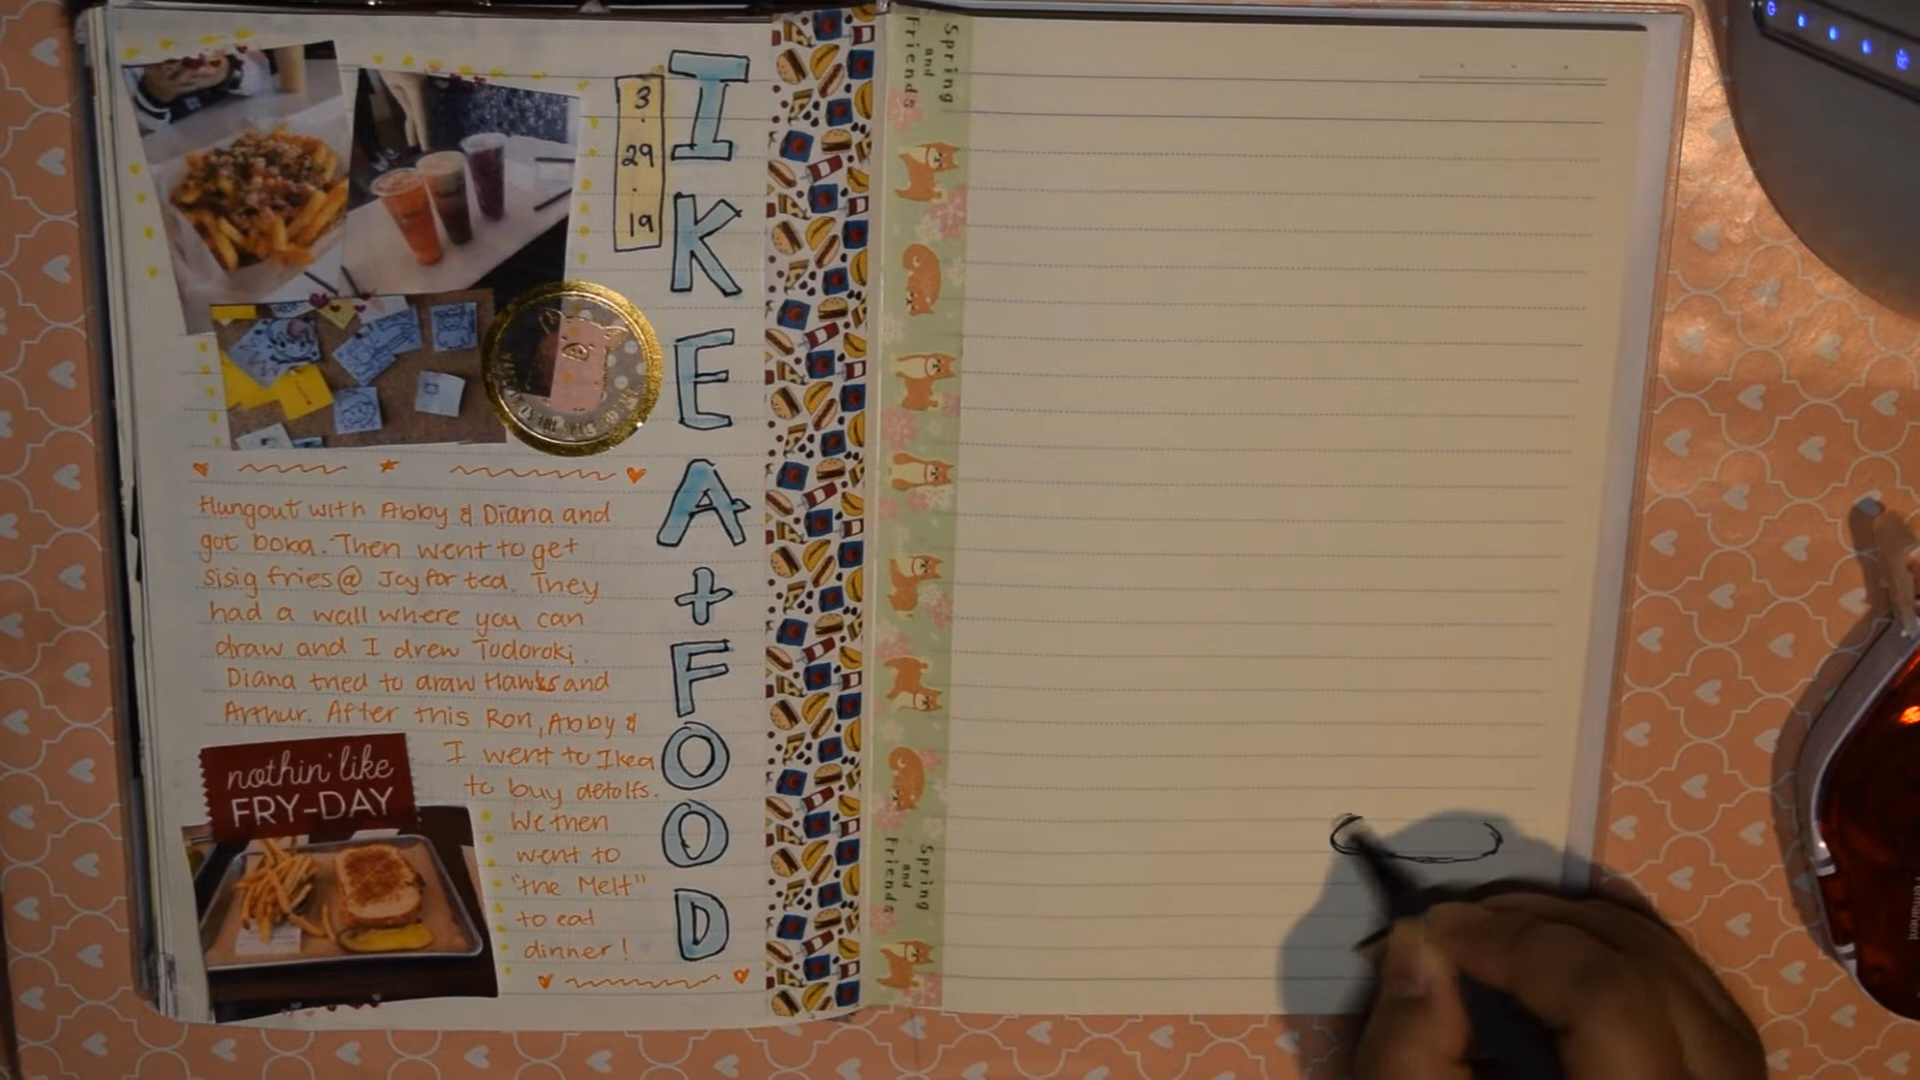 3.
29
.
19
IKEA + FOOD
Hungout with Abby & Diana and
got boba. Then went to get
sisig fries @ Joy for tea. They
had a wall where you can
draw and I drew Todoroki.
Diana tried to draw Hawks and
Arthur. After this Ron, Abby &
I went to Ikea
to buy detolfs.
We then
went to
"the Melt"
to eat
dinner!
nothin' like
FRY-DAY
Spring
and
Friends
Spring
and
Friends
Permanent